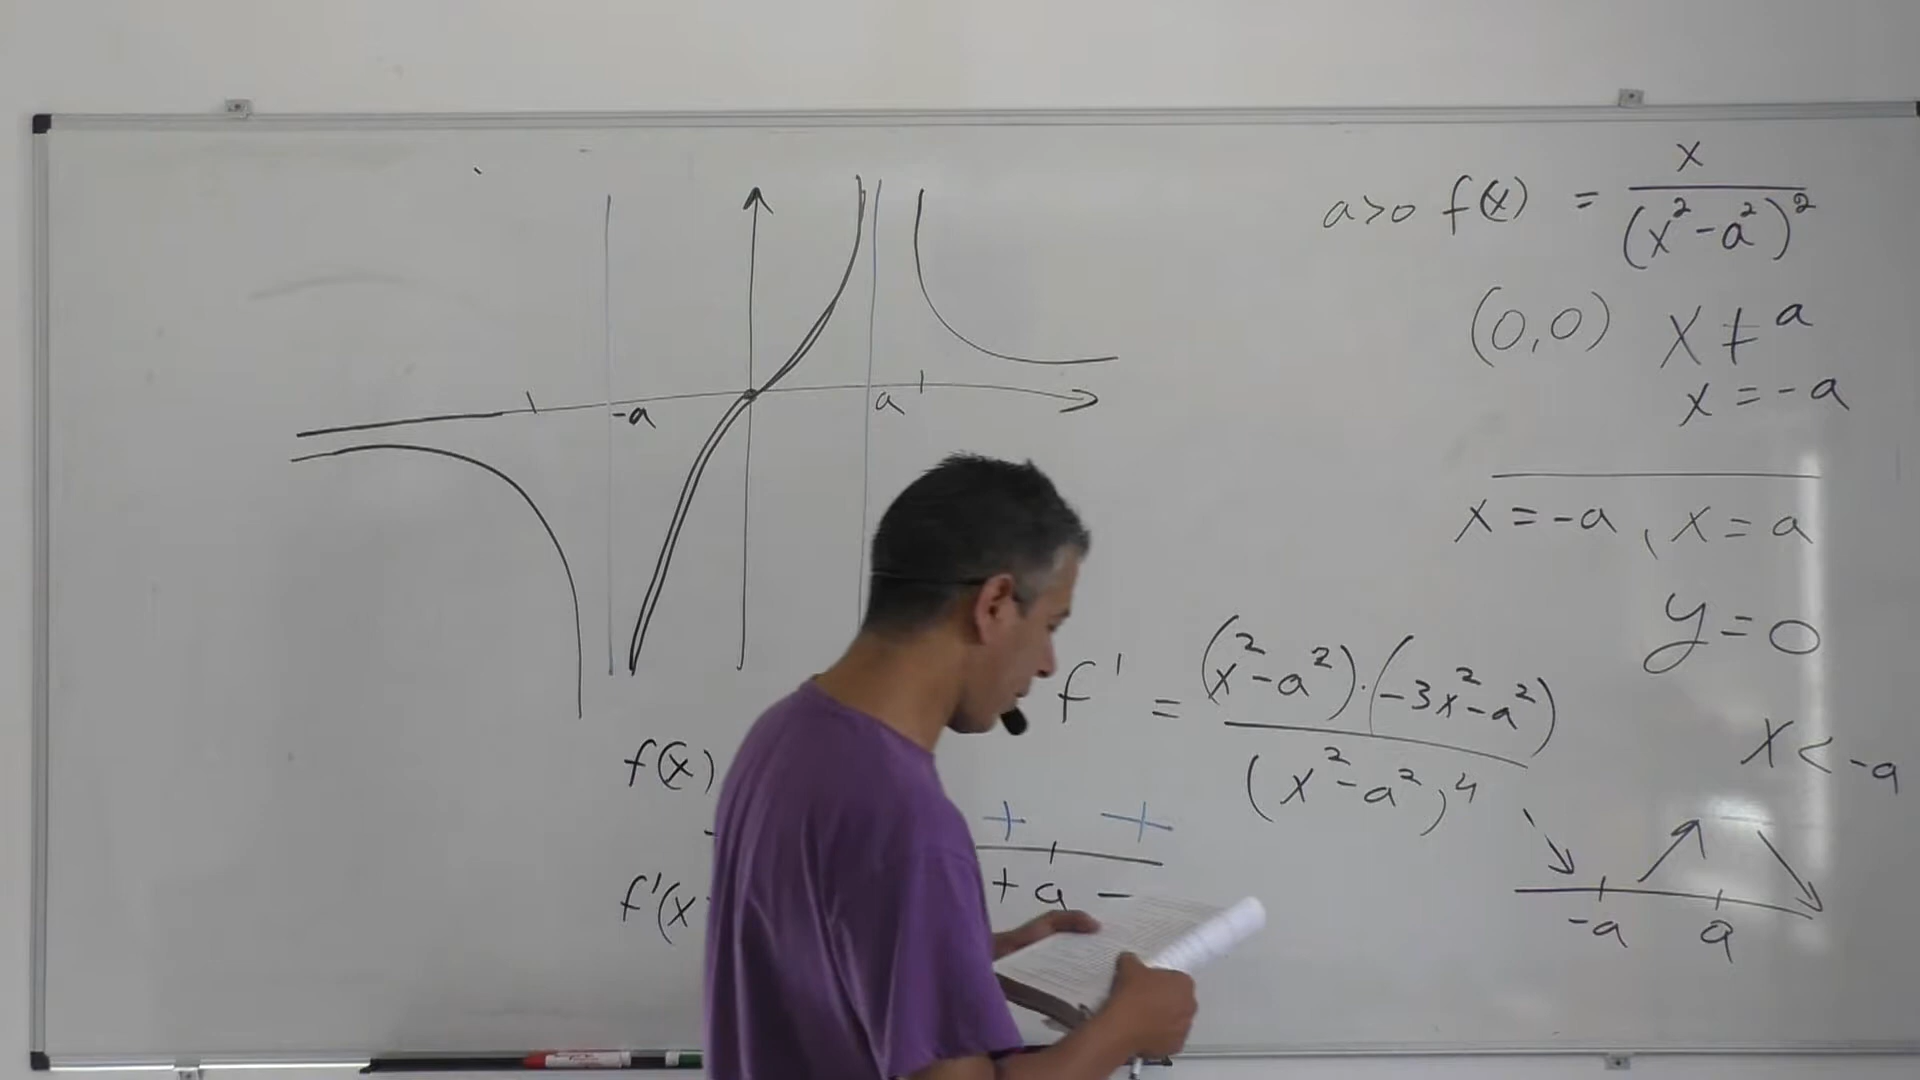 a>0 f(x) = x / (x² - a²)²
(0,0) x ≠ a
x = -a
x = -a , x = a
y = 0
-a a
f' = (x² - a²) · (-3x² - a²) / (x² - a²)⁴
x < -a
f(x)
+ +
+ a -
f'(x
-a a